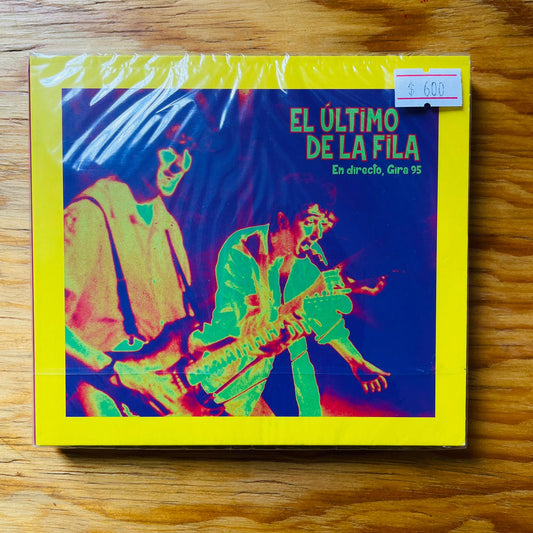 $ 600
EL ÚLTIMO
DE LA FILA
En directo, Gira 95